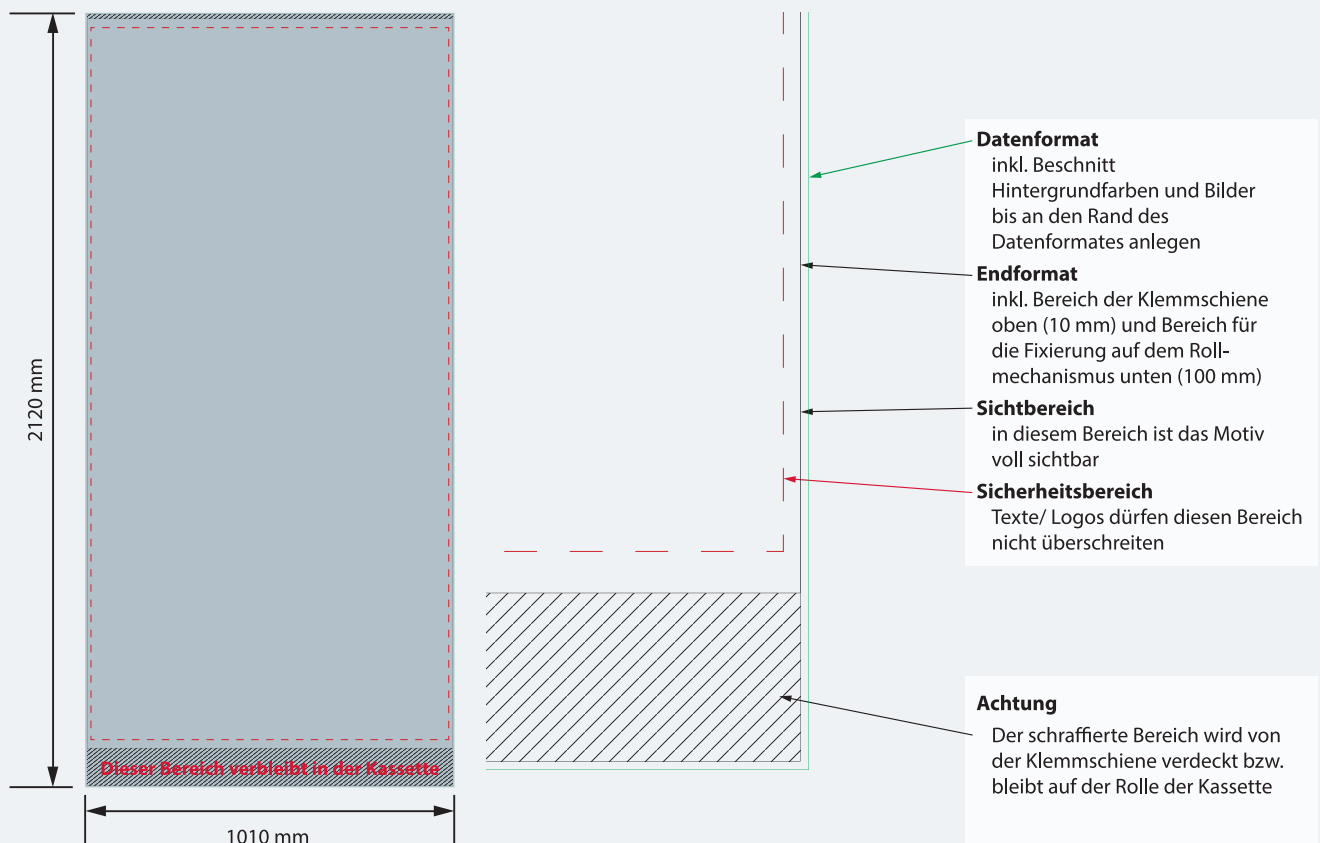 2120 mm
Dieser Bereich verbleibt in der Kassette
1010 mm
Datenformat
inkl. Beschnitt
Hintergrundfarben und Bilder
bis an den Rand des
Datenformates anlegen
Endformat
inkl. Bereich der Klemmschiene
oben (10 mm) und Bereich für
die Fixierung auf dem Roll-
mechanismus unten (100 mm)
Sichtbereich
in diesem Bereich ist das Motiv
voll sichtbar
Sicherheitsbereich
Texte/ Logos dürfen diesen Bereich
nicht überschreiten
Achtung
Der schraffierte Bereich wird von
der Klemmschiene verdeckt bzw.
bleibt auf der Rolle der Kassette